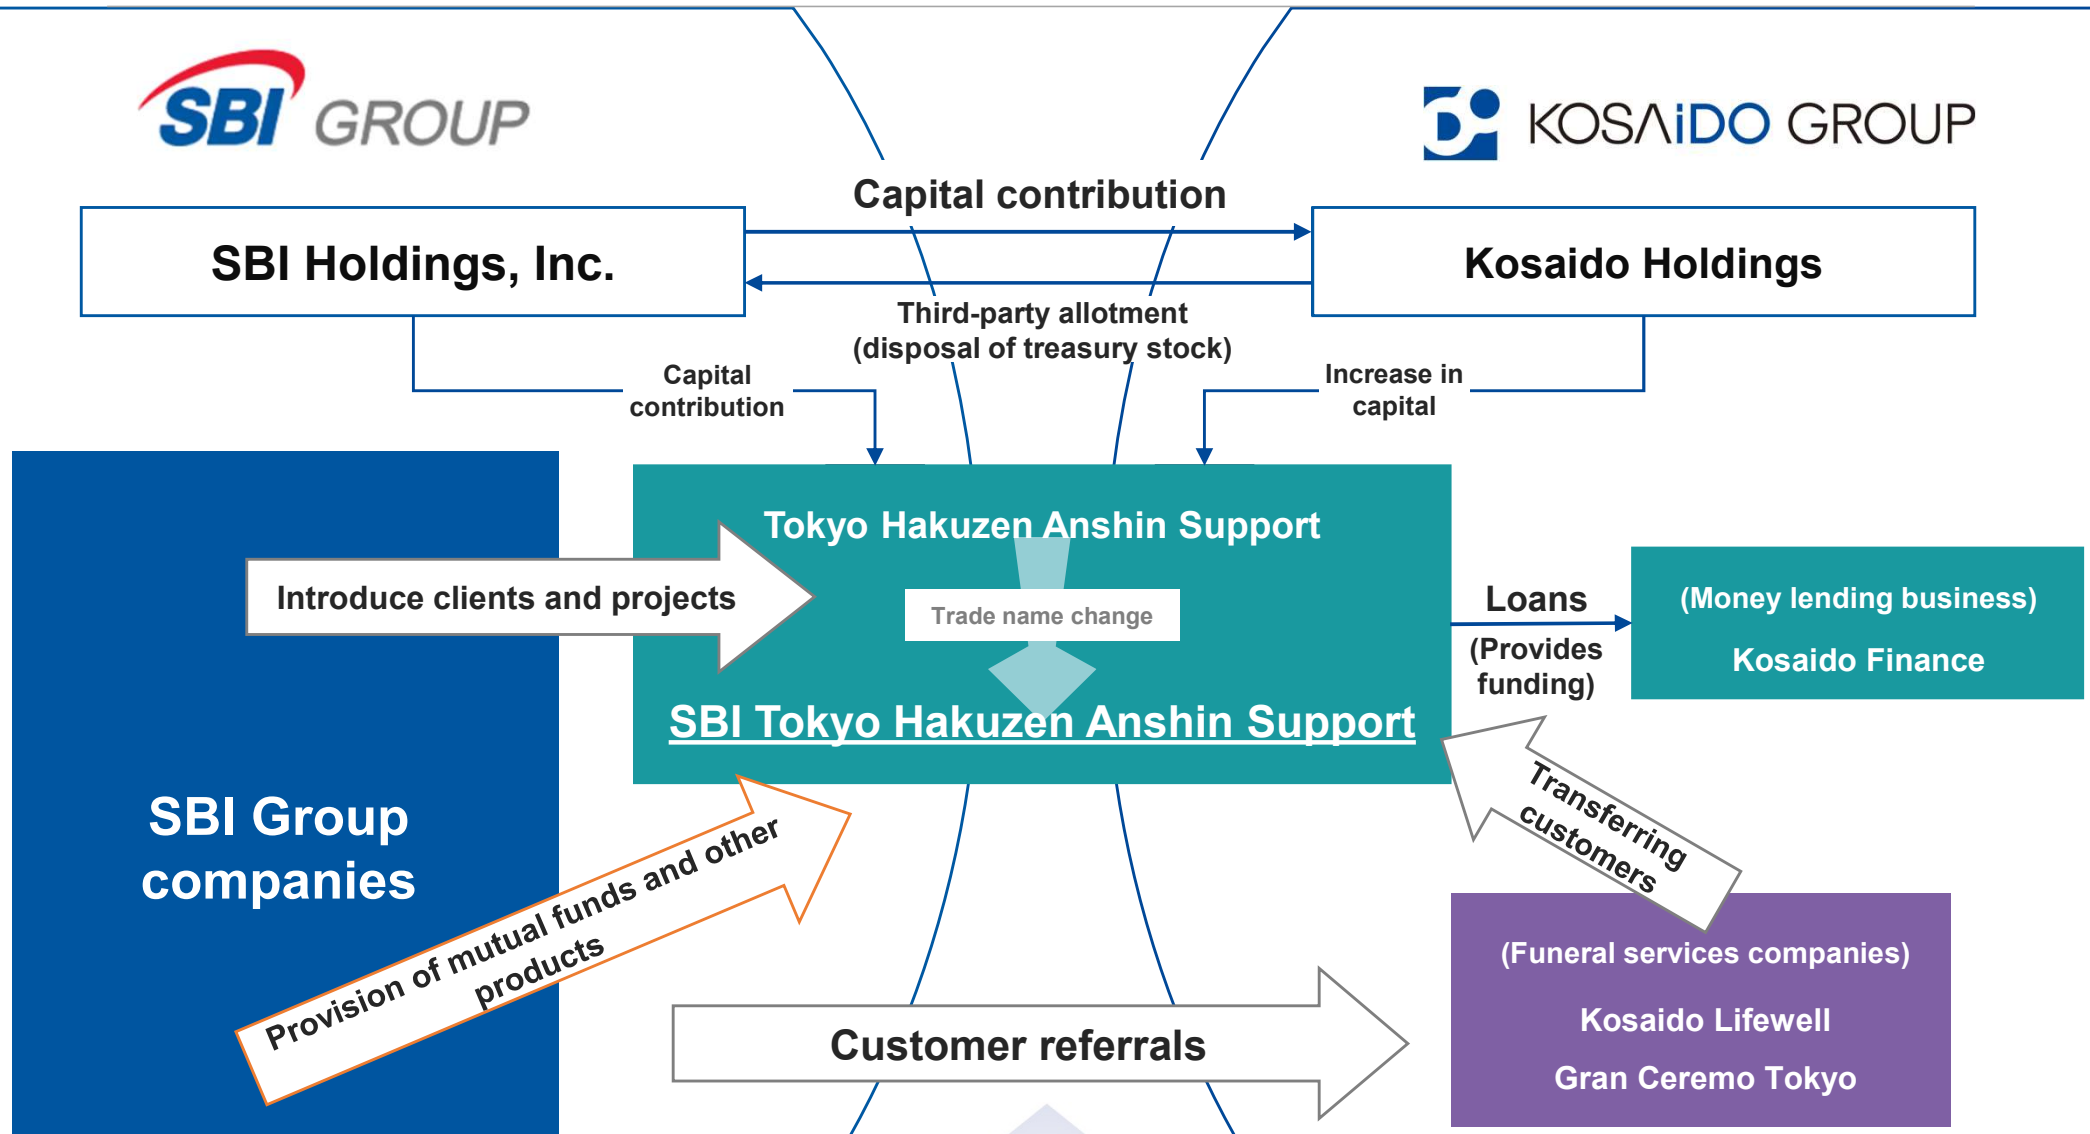 SBI GROUP
KOSAiDO GROUP
Capital contribution
SBI Holdings, Inc.
Kosaido Holdings
Third-party allotment
(disposal of treasury stock)
Capital
contribution
Increase in
capital
Tokyo Hakuzen Anshin Support
Introduce clients and projects
Trade name change
SBI Tokyo Hakuzen Anshin Support
Loans
(Provides
funding)
(Money lending business)
Kosaido Finance
SBI Group
companies
Transferring
customers
Provision of mutual funds and other
products
Customer referrals
(Funeral services companies)
Kosaido Lifewell
Gran Ceremo Tokyo